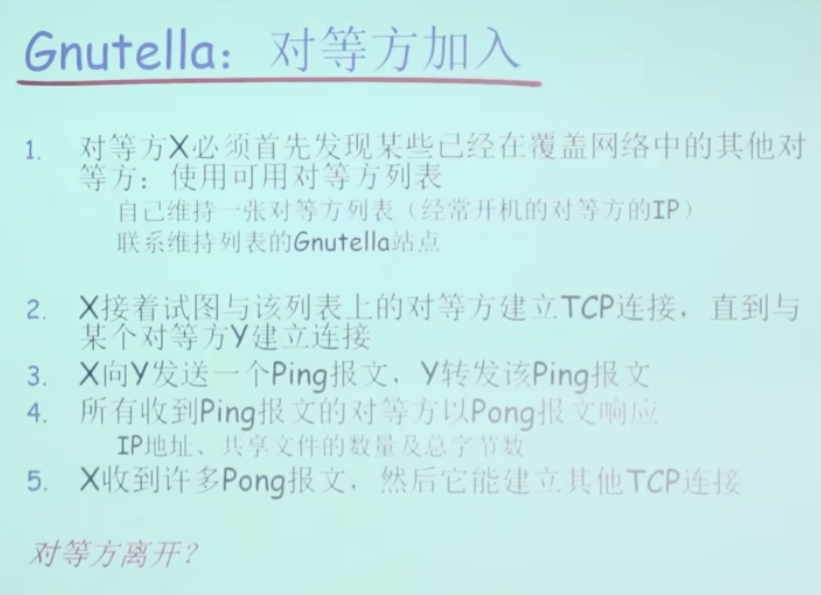 Gnutella: 对等方加入
1. 对等方X必须首先发现某些已经在覆盖网络中的其他对
等方: 使用可用对等方列表
自己维持一张对等方列表（经常开机的对等方的IP）
联系维持列表的Gnutella站点
2. X接着试图与该列表上的对等方建立TCP连接，直到与
某个对等方Y建立连接
3. X向Y发送一个Ping报文，Y转发该Ping报文
4. 所有收到Ping报文的对等方以Pong报文响应
IP地址、共享文件的数量及总字节数
5. X收到许多Pong报文，然后它能建立其他TCP连接
对等方离开?